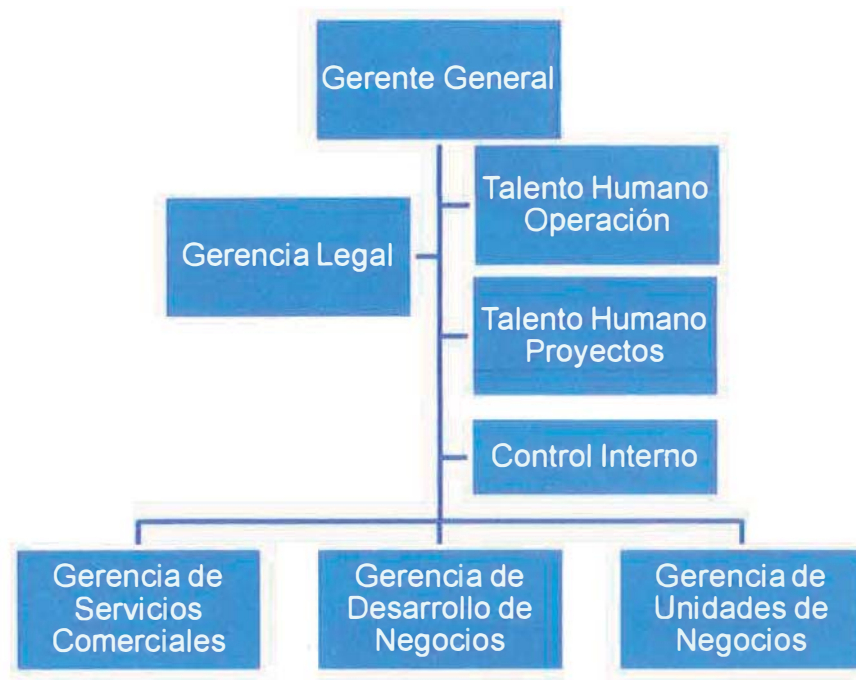 Gerente General
Talento Humano
Operación
Gerencia Legal
Talento Humano
Proyectos
Control Interno
Gerencia de
Servicios
Comerciales
Gerencia de
Desarrollo de
Negocios
Gerencia de
Unidades de
Negocios